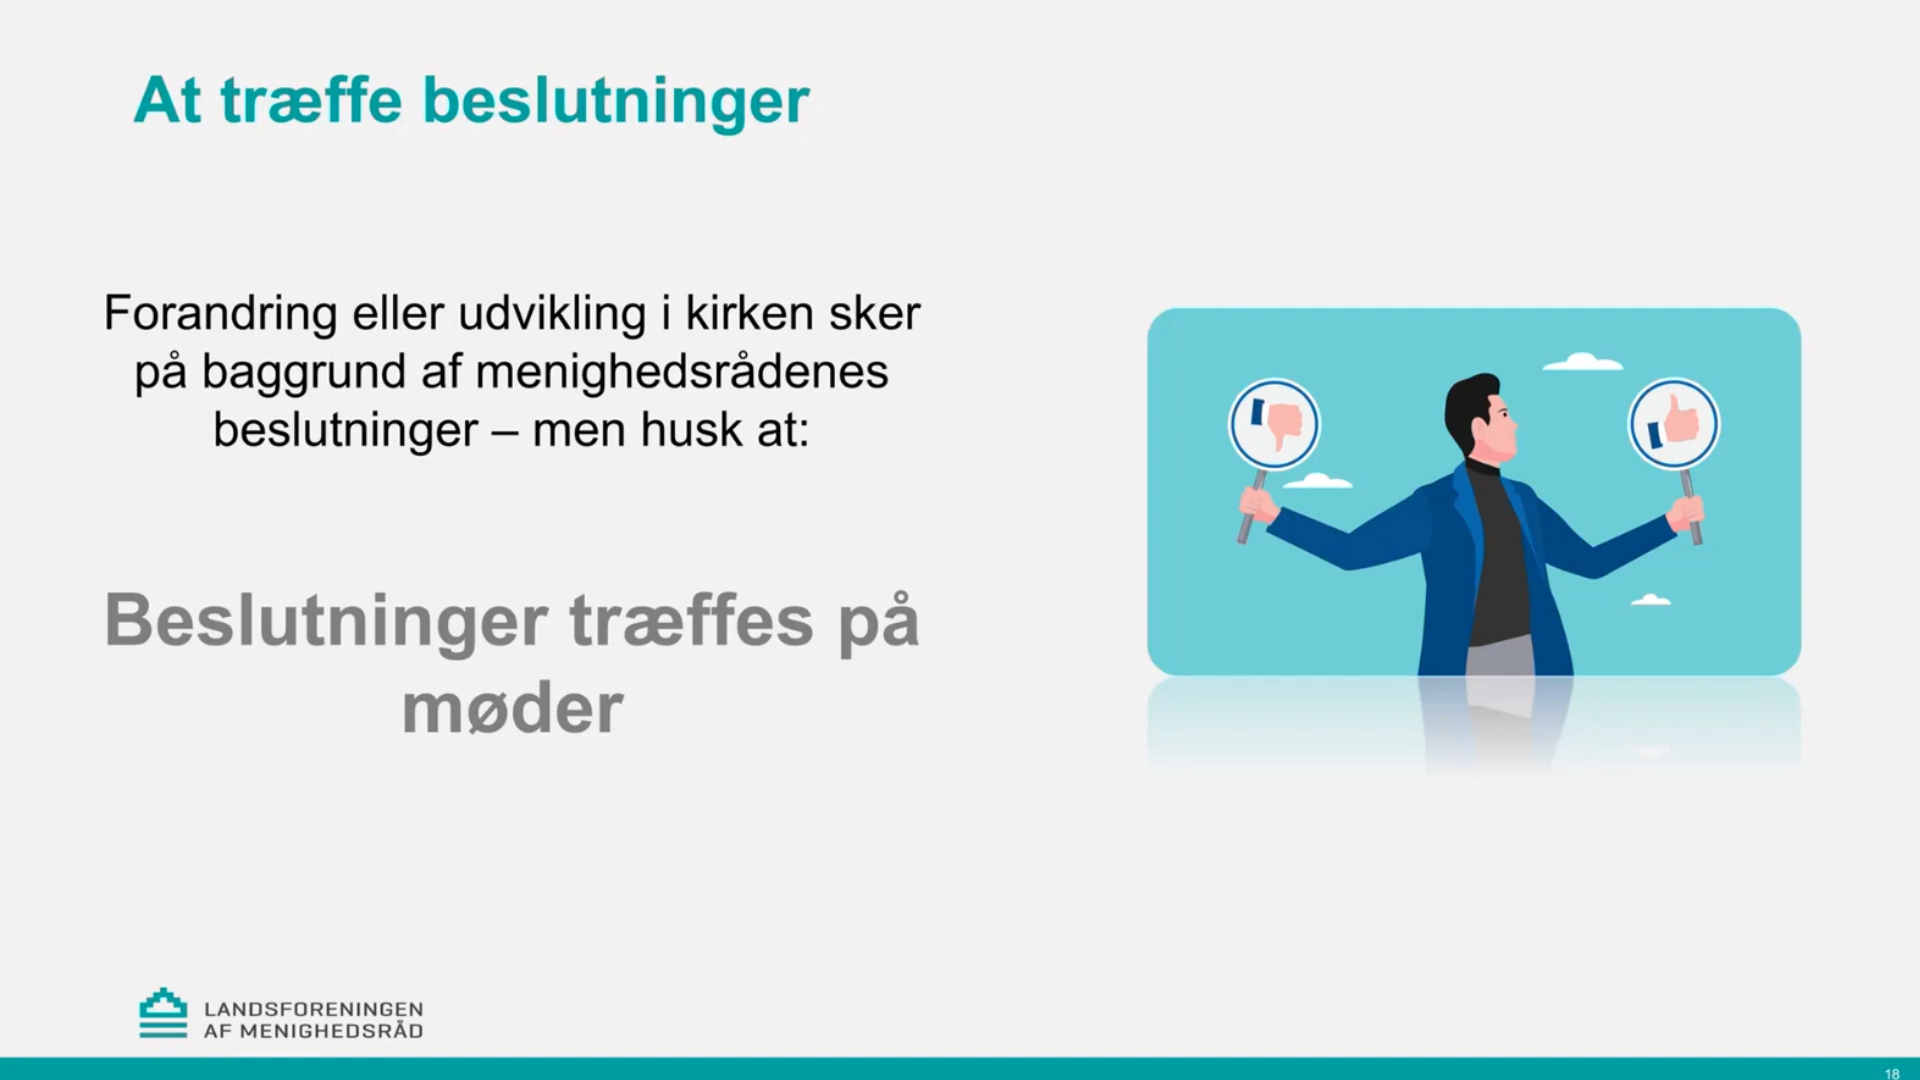 At træffe beslutninger
Forandring eller udvikling i kirken sker
på baggrund af menighedsrådenes
beslutninger – men husk at:
Beslutninger træffes på
møder
LANDSFORENINGEN
AF MENIGHEDSRÅD
18